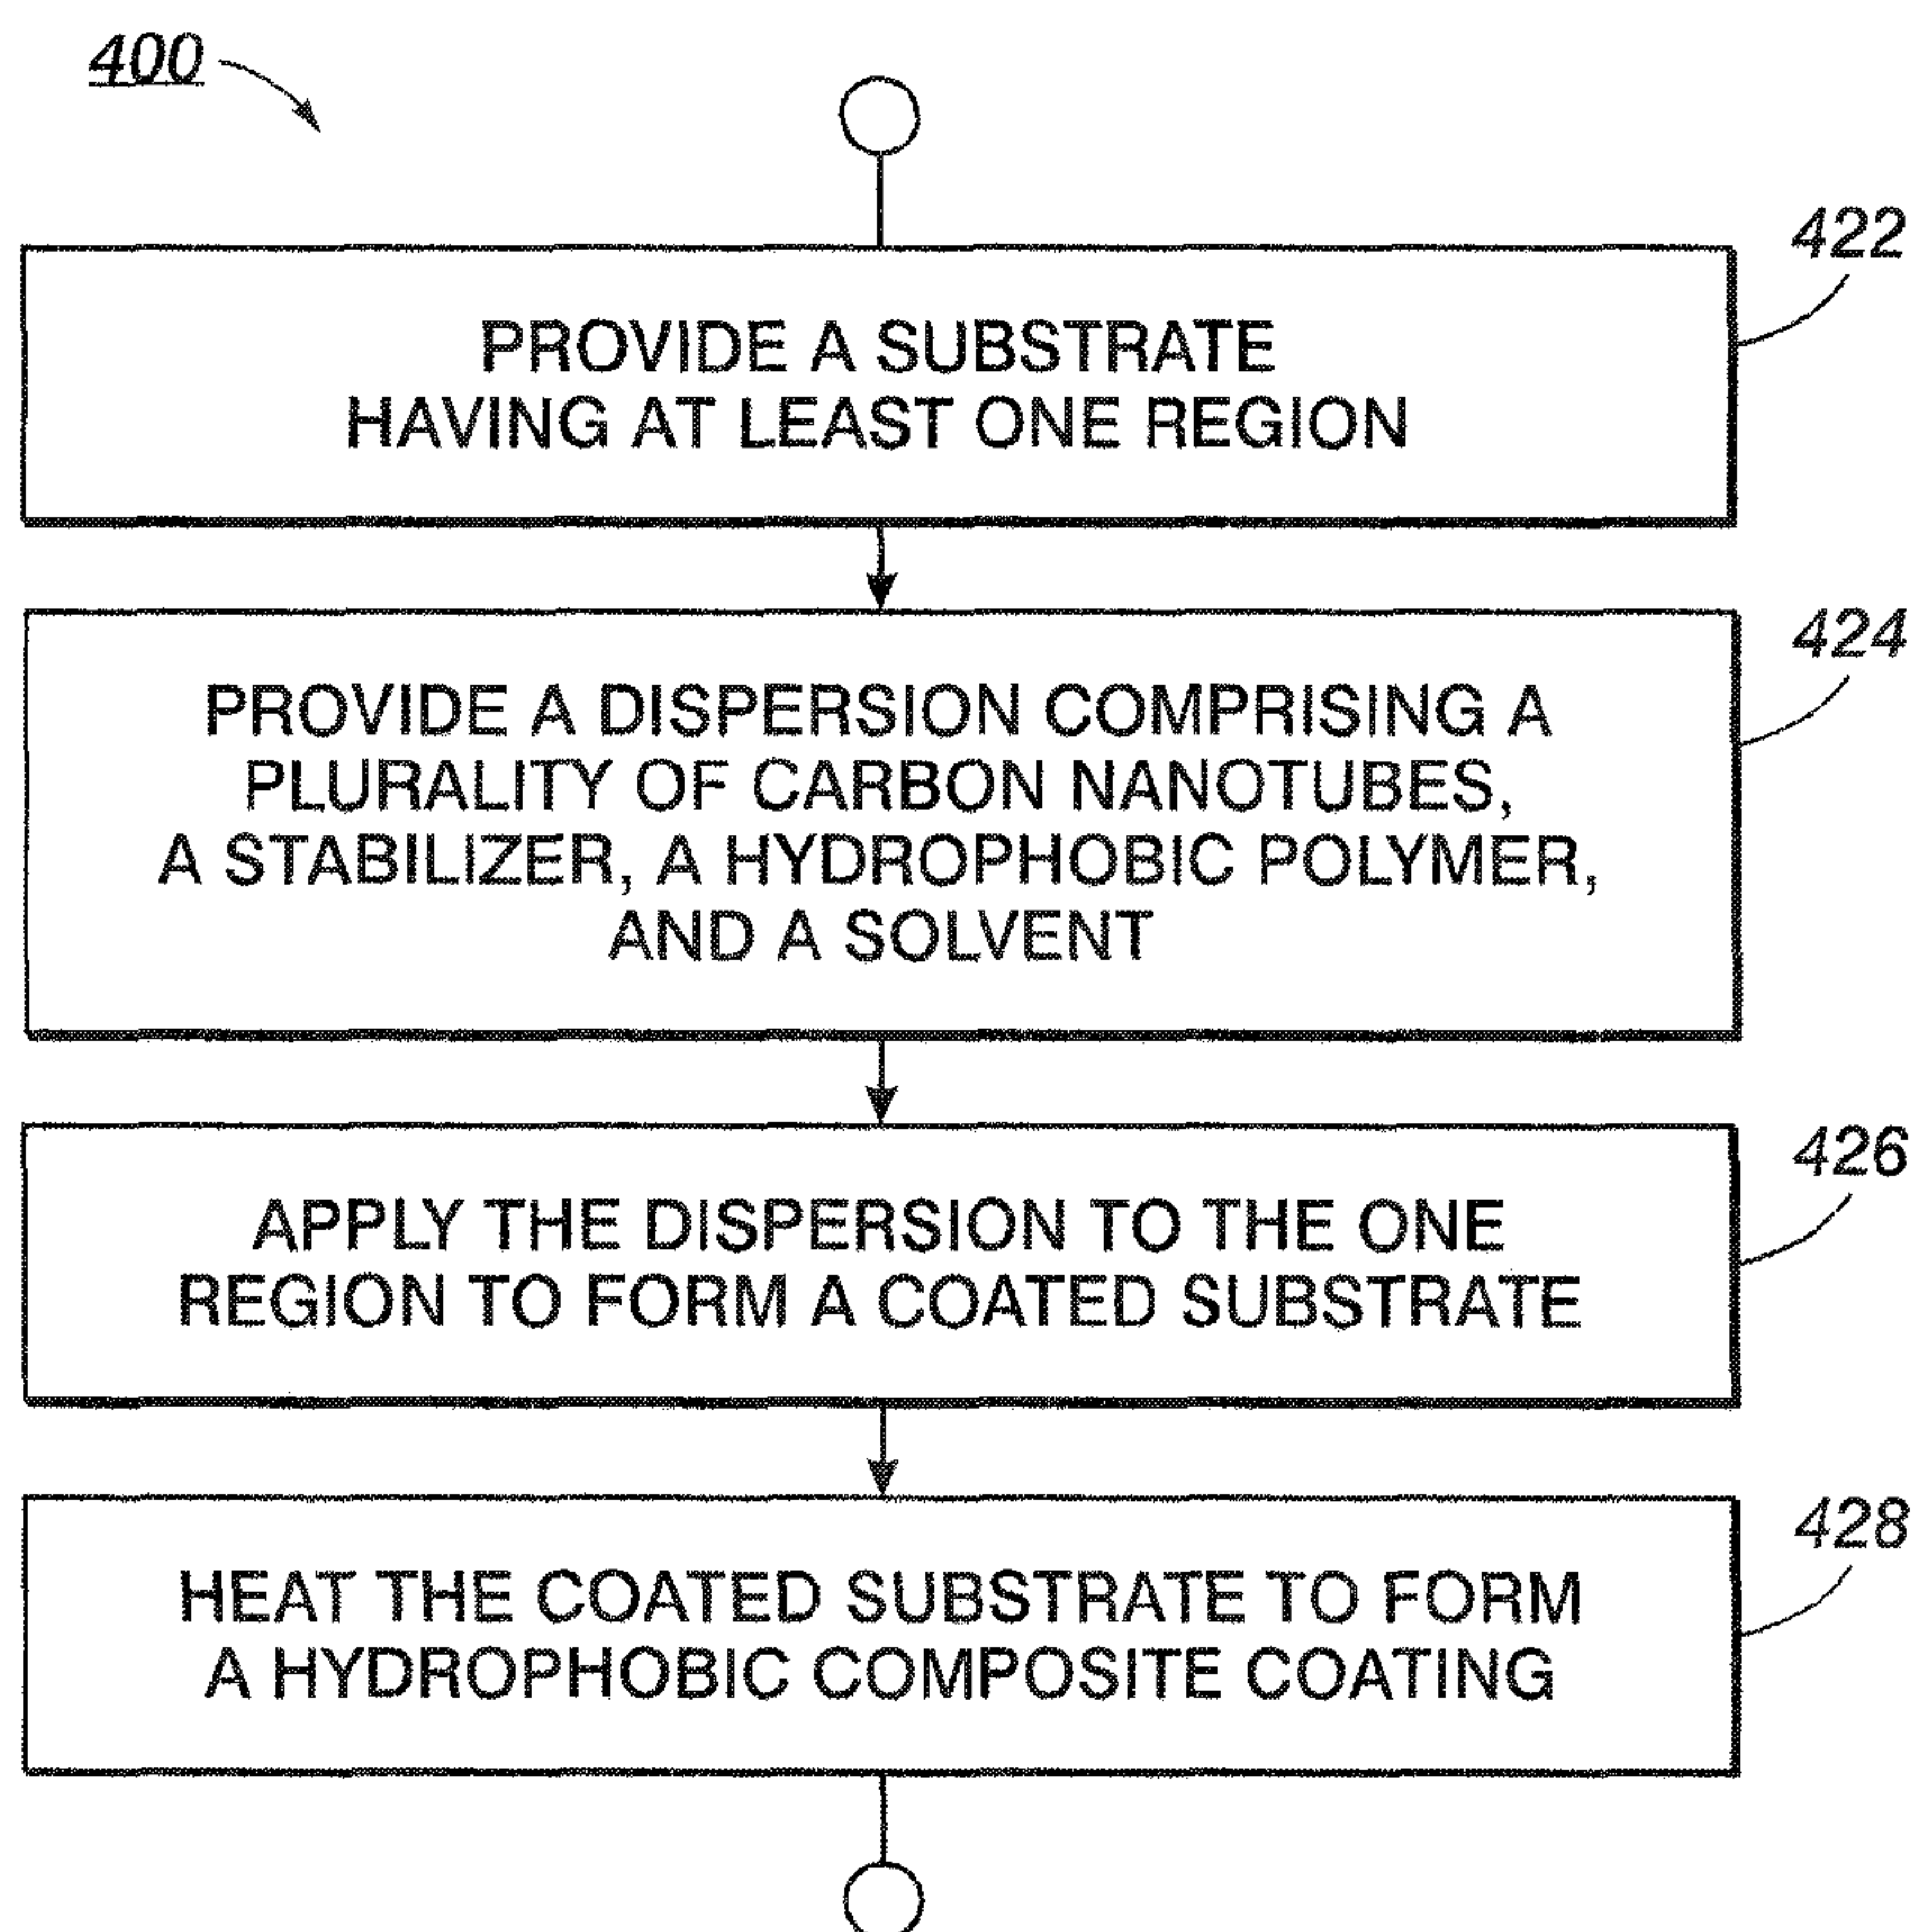 400
422
PROVIDE A SUBSTRATE
HAVING AT LEAST ONE REGION
424
PROVIDE A DISPERSION COMPRISING A
PLURALITY OF CARBON NANOTUBES,
A STABILIZER, A HYDROPHOBIC POLYMER,
AND A SOLVENT
426
APPLY THE DISPERSION TO THE ONE
REGION TO FORM A COATED SUBSTRATE
428
HEAT THE COATED SUBSTRATE TO FORM
A HYDROPHOBIC COMPOSITE COATING